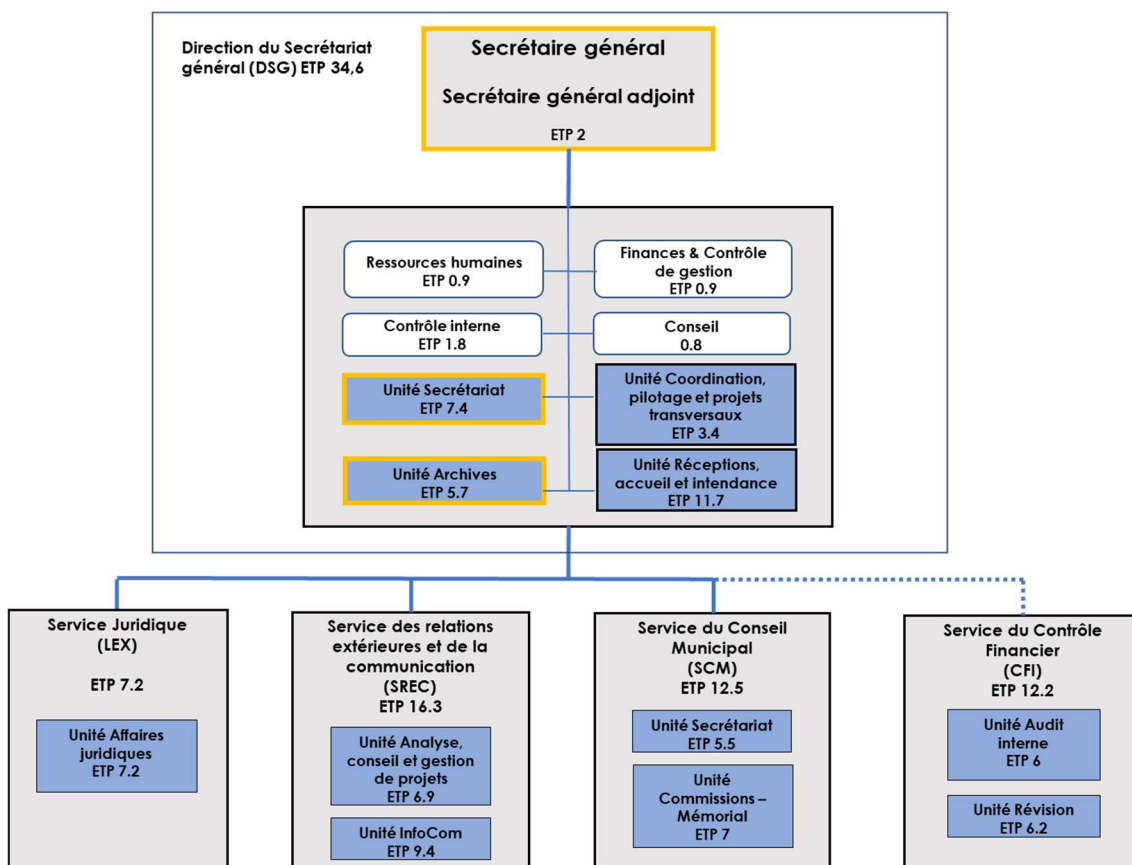 Direction du Secrétariat
général (DSG) ETP 34,6
Secrétaire général
Secrétaire général adjoint
ETP 2
Ressources humaines
ETP 0.9
Finances & Contrôle
de gestion
ETP 0.9
Contrôle interne
ETP 1.8
Conseil
0.8
Unité Secrétariat
ETP 7.4
Unité Coordination,
pilotage et projets
transversaux
ETP 3.4
Unité Archives
ETP 5.7
Unité Réceptions,
accueil et intendance
ETP 11.7
Service Juridique
(LEX)
ETP 7.2
Unité Affaires
juridiques
ETP 7.2
Service des relations
extérieures et de la
communication
(SREC)
ETP 16.3
Unité Analyse,
conseil et gestion
de projets
ETP 6.9
Unité InfoCom
ETP 9.4
Service du Conseil
Municipal
(SCM)
ETP 12.5
Unité Secrétariat
ETP 5.5
Unité
Commissions –
Mémorial
ETP 7
Service du Contrôle
Financier
(CFI)
ETP 12.2
Unité Audit
interne
ETP 6
Unité Révision
ETP 6.2